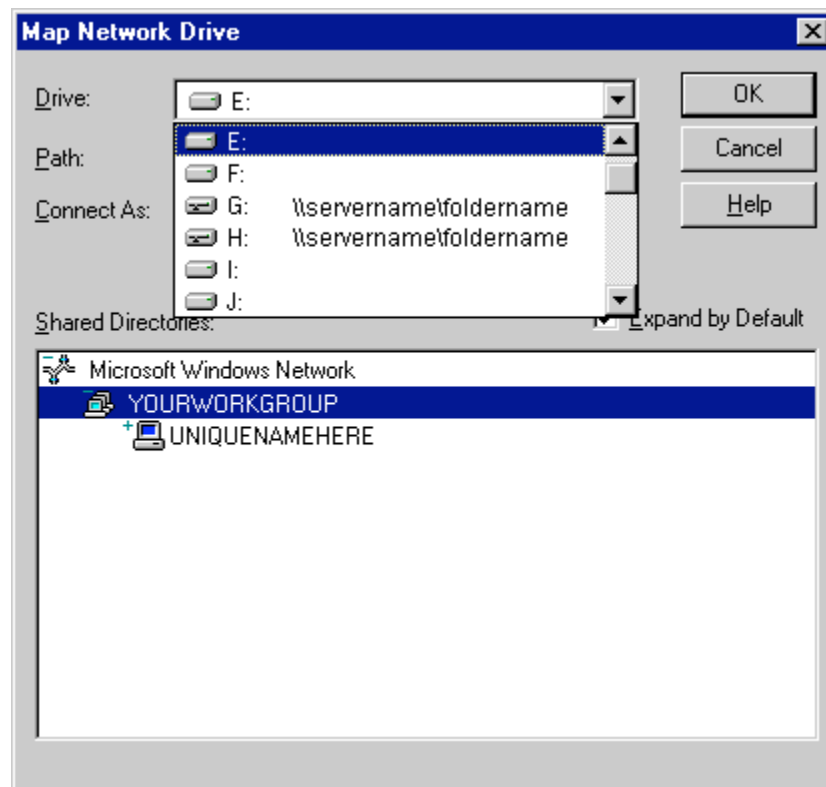 Map Network Drive
Drive:
E:
OK
E:
Path:
F:
Cancel
Connect As:
G: \\servername\foldername
Help
H: \\servername\foldername
I:
J:
Shared Directories:
Expand by Default
Microsoft Windows Network
YOURWORKGROUP
UNIQUENAMEHERE